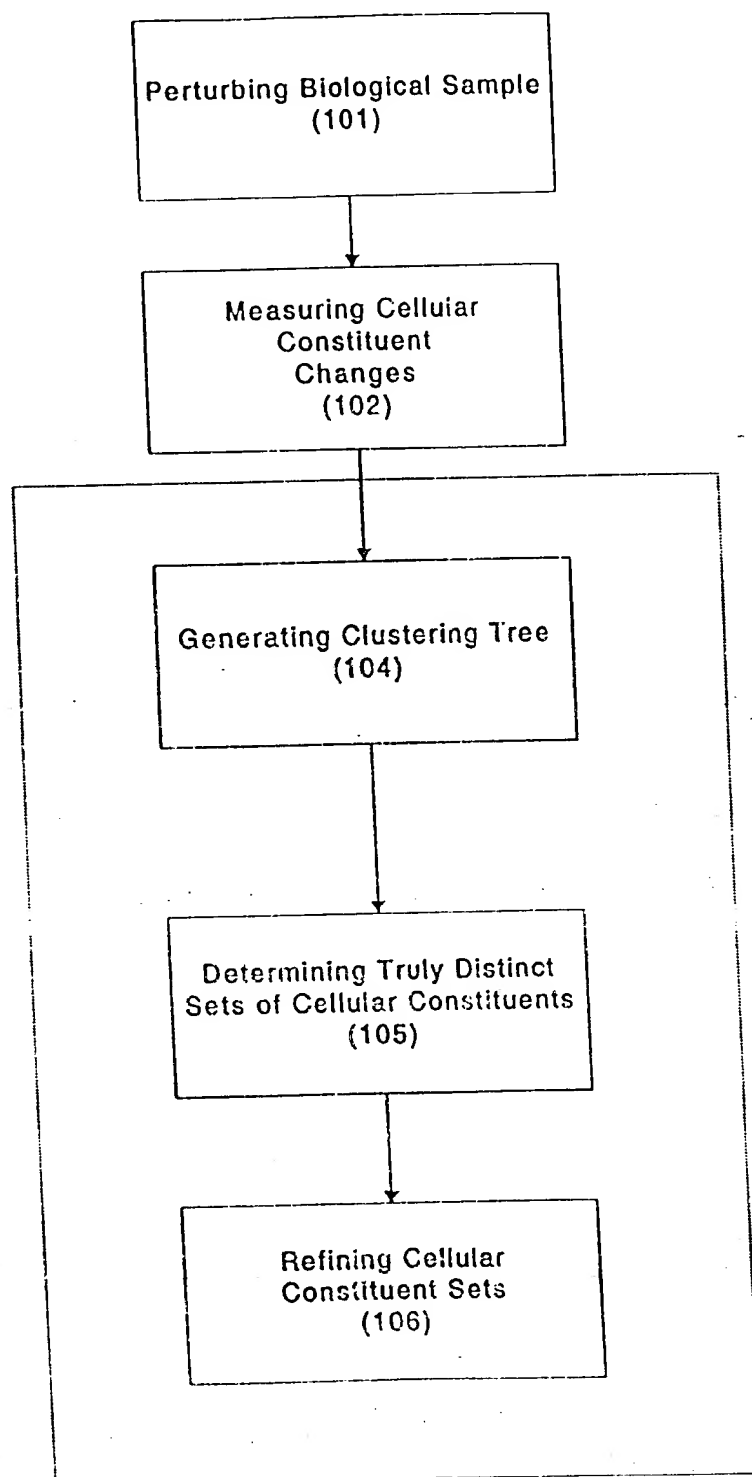 Perturbing Biological Sample
(101)
Measuring Cellular
Constituent
Changes
(102)
Generating Clustering Tree
(104)
Determining Truly Distinct
Sets of Cellular Constituents
(105)
Refining Cellular
Constituent Sets
(106)